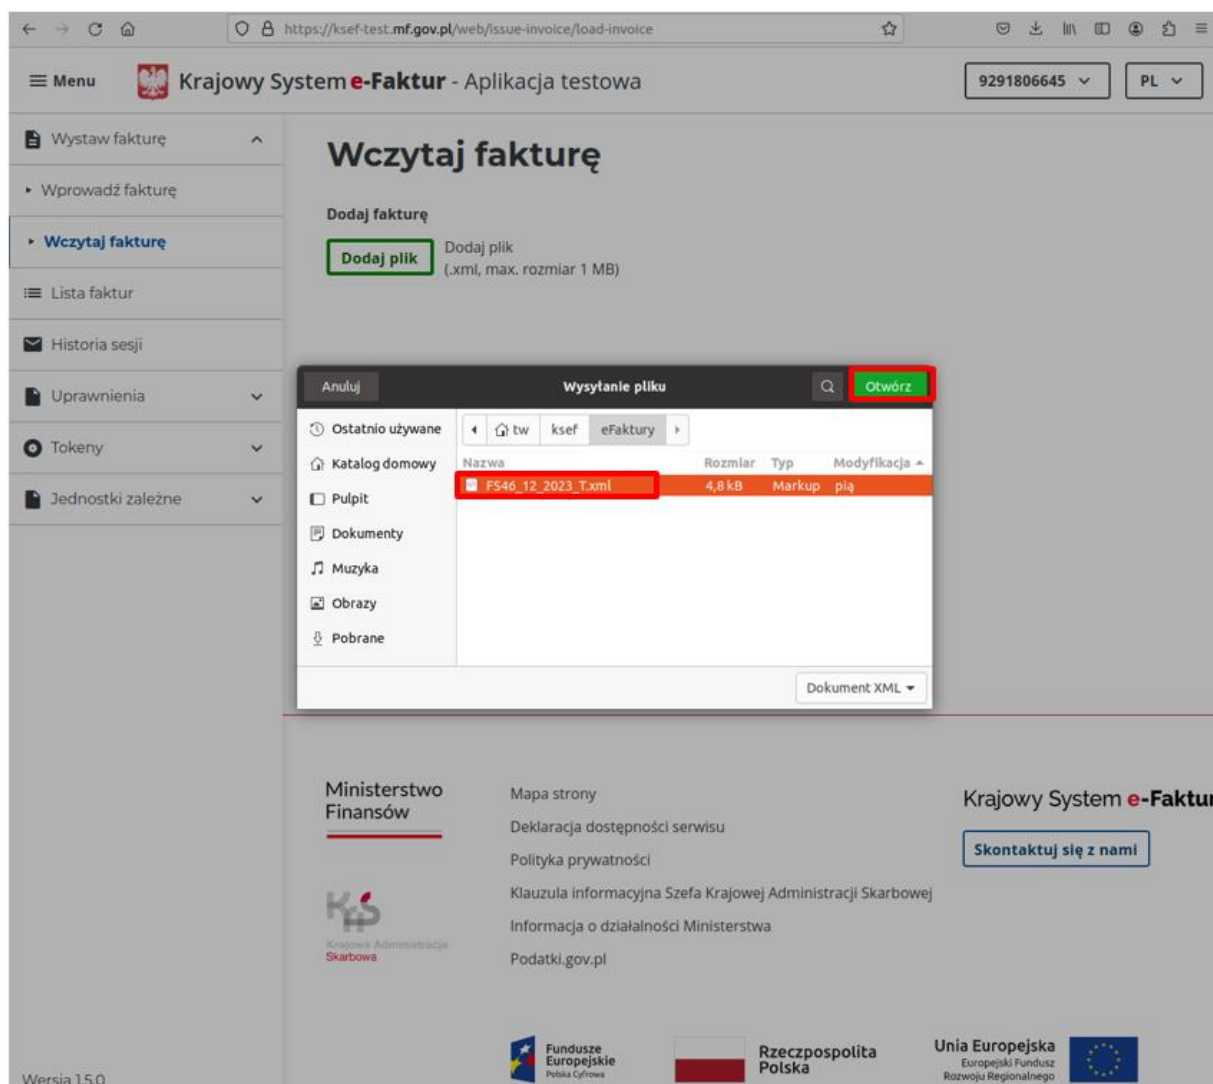 https://ksef-test.mf.gov.pl/web/issue-invoice/load-invoice
Menu
Krajowy System e-Faktur - Aplikacja testowa
9291806645
PL
Wystaw fakturę
Wprowadź fakturę
Wczytaj fakturę
Lista faktur
Historia sesji
Uprawnienia
Tokeny
Jednostki zależne
Wersja 1.5.0
Wczytaj fakturę
Dodaj fakturę
Dodaj plik
Dodaj plik
(.xml, max. rozmiar 1 MB)
Anuluj
Wysyłanie pliku
Otwórz
Ostatnio używane
Katalog domowy
Pulpit
Dokumenty
Muzyka
Obrazy
Pobrane
tw
ksef
eFaktury
Nazwa Rozmiar Typ Modyfikacja
FS46_12_2023_T.xml 4,8 kB Markup pią
Dokument XML
Ministerstwo
Finansów
KAS
Krajowa Administracja
Skarbowa
Mapa strony
Deklaracja dostępności serwisu
Polityka prywatności
Klauzula informacyjna Szefa Krajowej Administracji Skarbowej
Informacja o działalności Ministerstwa
Podatki.gov.pl
Krajowy System e-Faktur
Skontaktuj się z nami
Fundusze
Europejskie
Polska Cyfrowa
Rzeczpospolita
Polska
Unia Europejska
Europejski Fundusz
Rozwoju Regionalnego